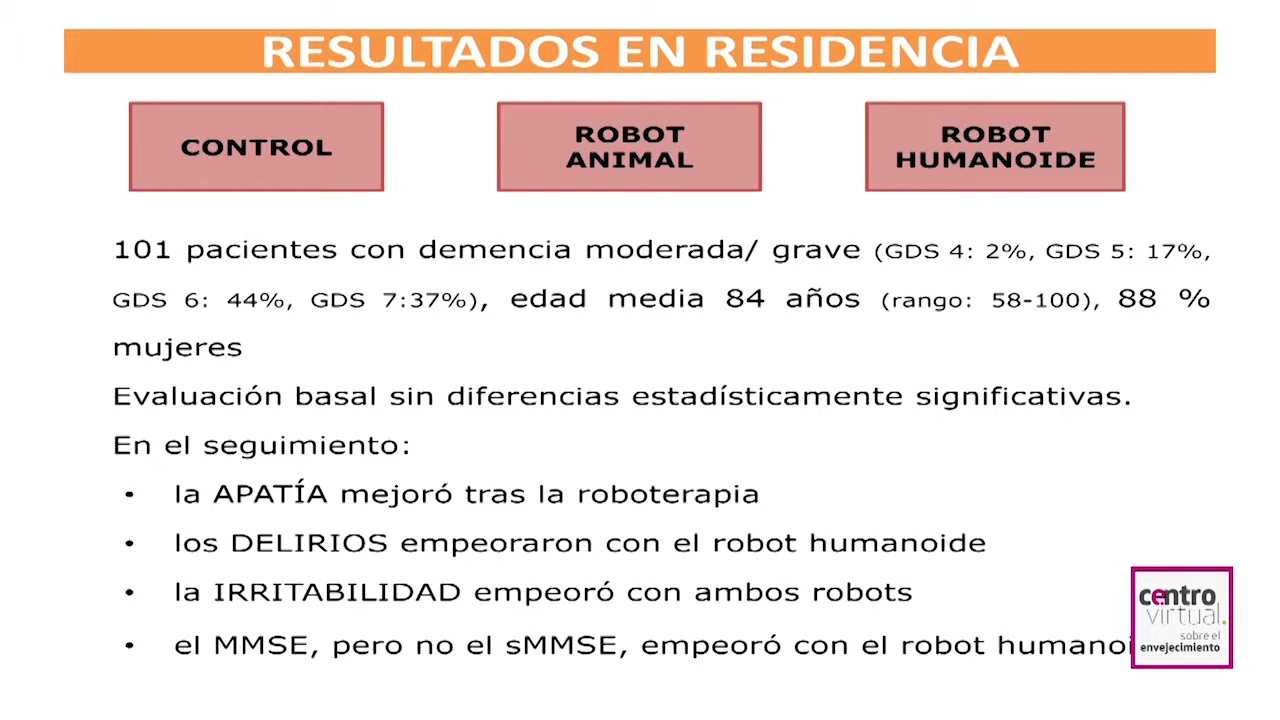 RESULTADOS EN RESIDENCIA
CONTROL
ROBOT
ANIMAL
ROBOT
HUMANOIDE
101 pacientes con demencia moderada/ grave (GDS 4: 2%, GDS 5: 17%,
GDS 6: 44%, GDS 7:37%), edad media 84 años (rango: 58-100), 88 %
mujeres
Evaluación basal sin diferencias estadísticamente significativas.
En el seguimiento:
• la APATÍA mejoró tras la roboterapia
• los DELIRIOS empeoraron con el robot humanoide
• la IRRITABILIDAD empeoró con ambos robots
• el MMSE, pero no el sMMSE, empeoró con el robot
centro
virtual.
sobre el
envejecimiento